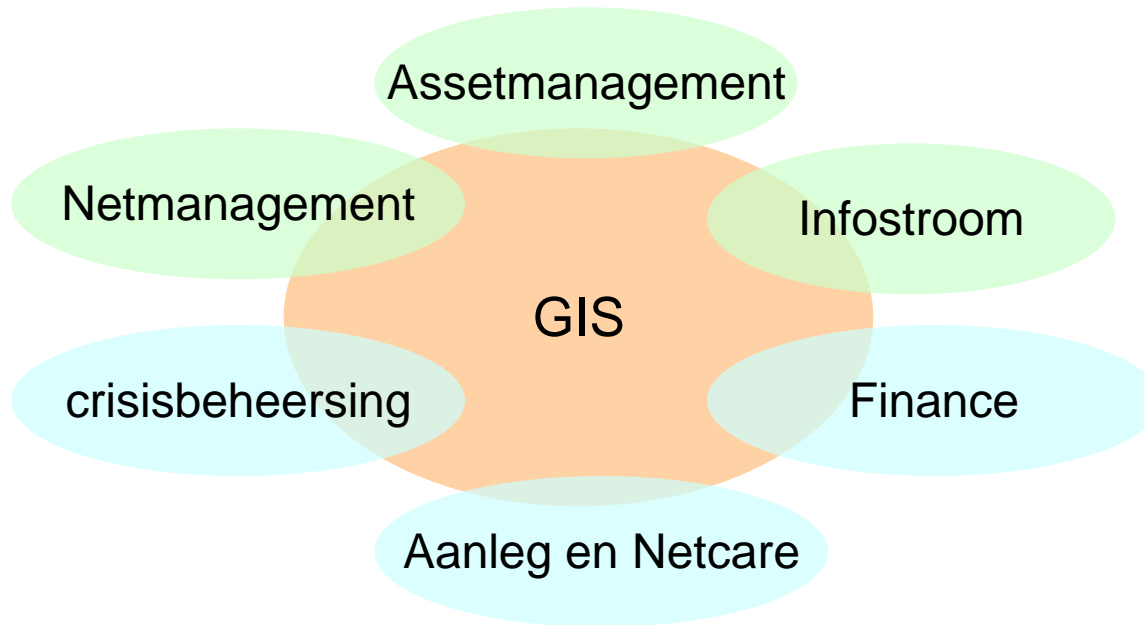 Assetmanagement
Netmanagement
Infostroom
GIS
crisisbeheersing
Finance
Aanleg en Netcare